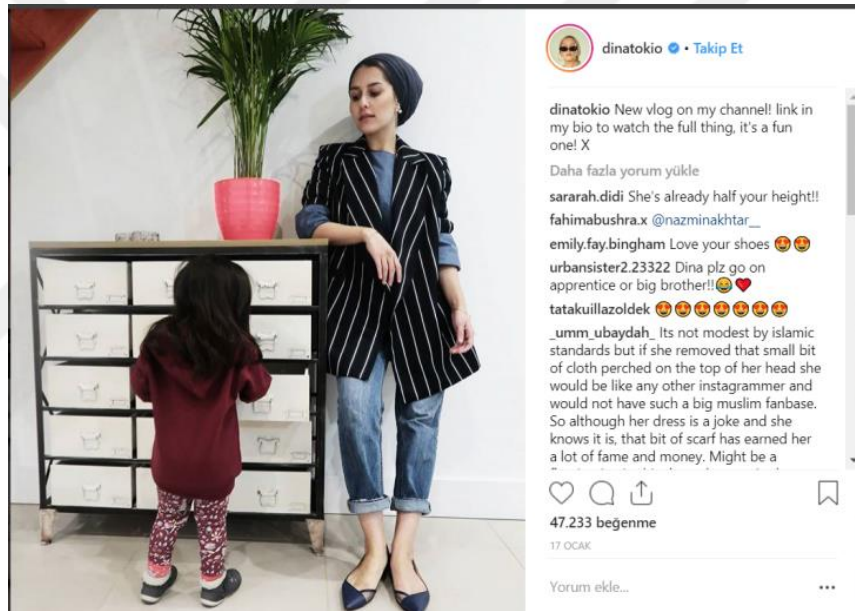 dinatokio • Takip Et
dinatokio New vlog on my channel! link in
my bio to watch the full thing, it's a fun
one! X
Daha fazla yorum yükle
sararah.didi She's already half your height!!
fahimabushra.x @nazminakhtar__
emily.fay.bingham Love your shoes 😍😍
urbansister2.23322 Dina plz go on
apprentice or big brother!!😂❤
tatakuillazoldek 😍😍😍😍😍😍😍
_umm_ubaydah_ Its not modest by islamic
standards but if she removed that small bit
of cloth perched on the top of her head she
would be like any other instagrammer and
would not have such a big muslim fanbase.
So although her dress is a joke and she
knows it is, that bit of scarf has earned her
a lot of fame and money. Might be a
47.233 beğenme
17 OCAK
Yorum ekle...